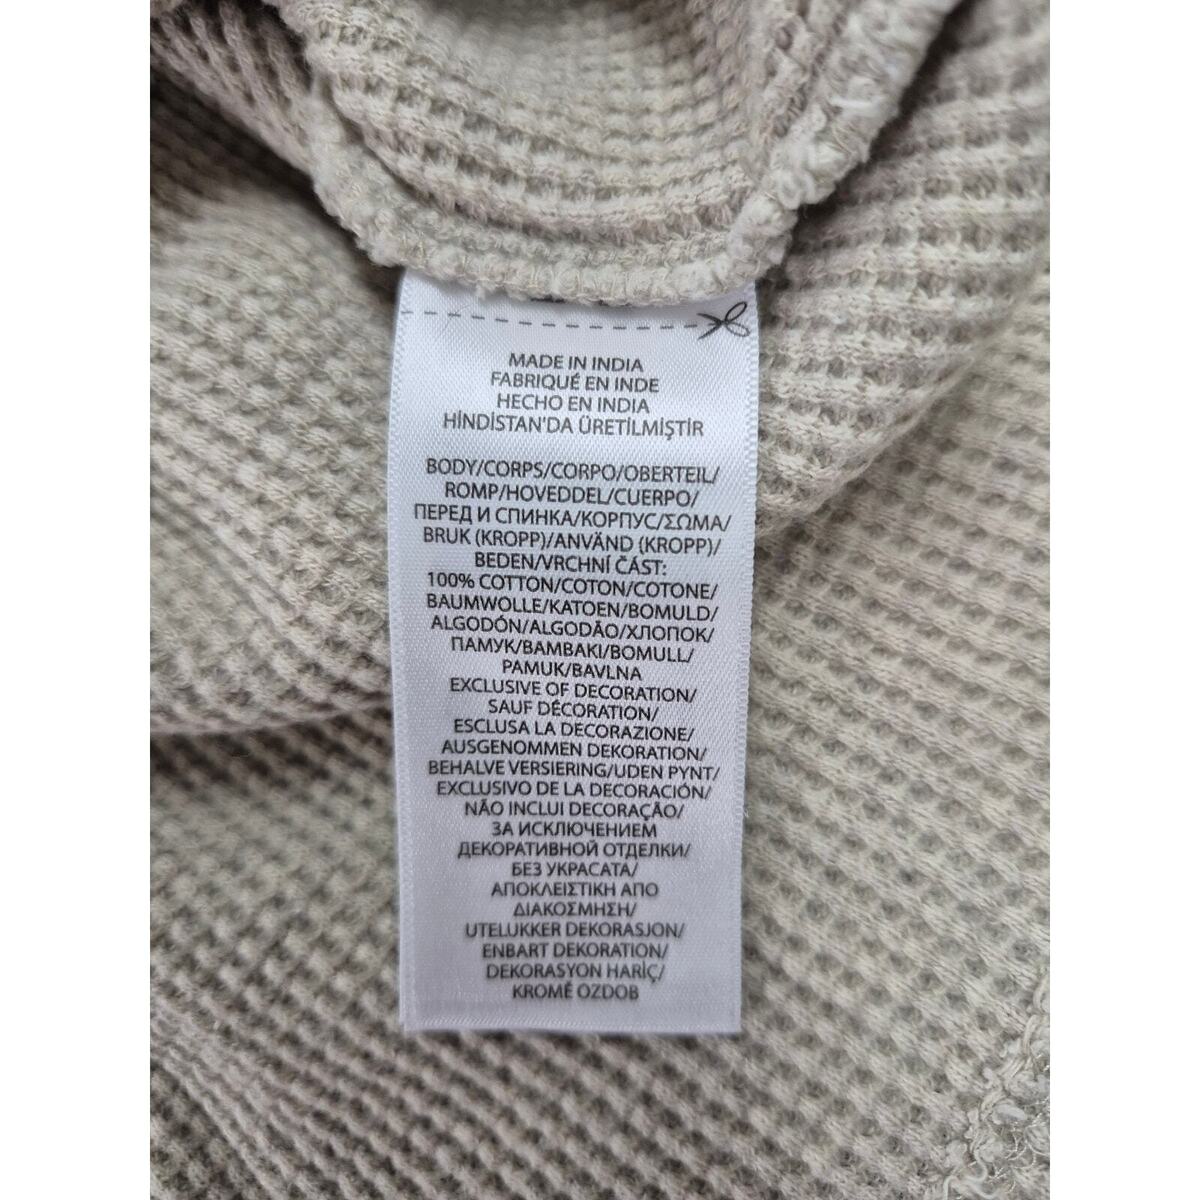 MADE IN INDIA
FABRIQUÉ EN INDE
HECHO EN INDIA
HİNDİSTAN'DA ÜRETİLMİŞTİR
BODY/CORPS/CORPO/OBERTEIL/
ROMP/HOVEDDEL/CUERPO/
ПЕРЕД И СПИНКА/КОРПУС/ΣΩΜΑ/
BRUK (KROPP)/ANVÄND (KROPP)/
BEDEN/VRCHNÍ ČÁST:
100% COTTON/COTON/COTONE/
BAUMWOLLE/KATOEN/BOMULD/
ALGODÓN/ALGODÃO/ХЛОПОК/
ПАМУК/ΒΑΜΒΑΚΙ/BOMULL/
PAMUK/BAVLNA
EXCLUSIVE OF DECORATION/
SAUF DÉCORATION/
ESCLUSA LA DECORAZIONE/
AUSGENOMMEN DEKORATION/
BEHALVE VERSIERING/UDEN PYNT/
EXCLUSIVO DE LA DECORACIÓN/
NÃO INCLUI DECORAÇÃO/
ЗА ИСКЛЮЧЕНИЕМ
ДЕКОРАТИВНОЙ ОТДЕЛКИ/
БЕЗ УКРАСАТА/
ΑΠΟΚΛΕΙΣΤΙΚΗ ΑΠΟ
ΔΙΑΚΟΣΜΗΣΗ/
UTELUKKER DEKORASJON/
ENBART DEKORATION/
DEKORASYON HARİÇ/
KROMĚ OZDOB